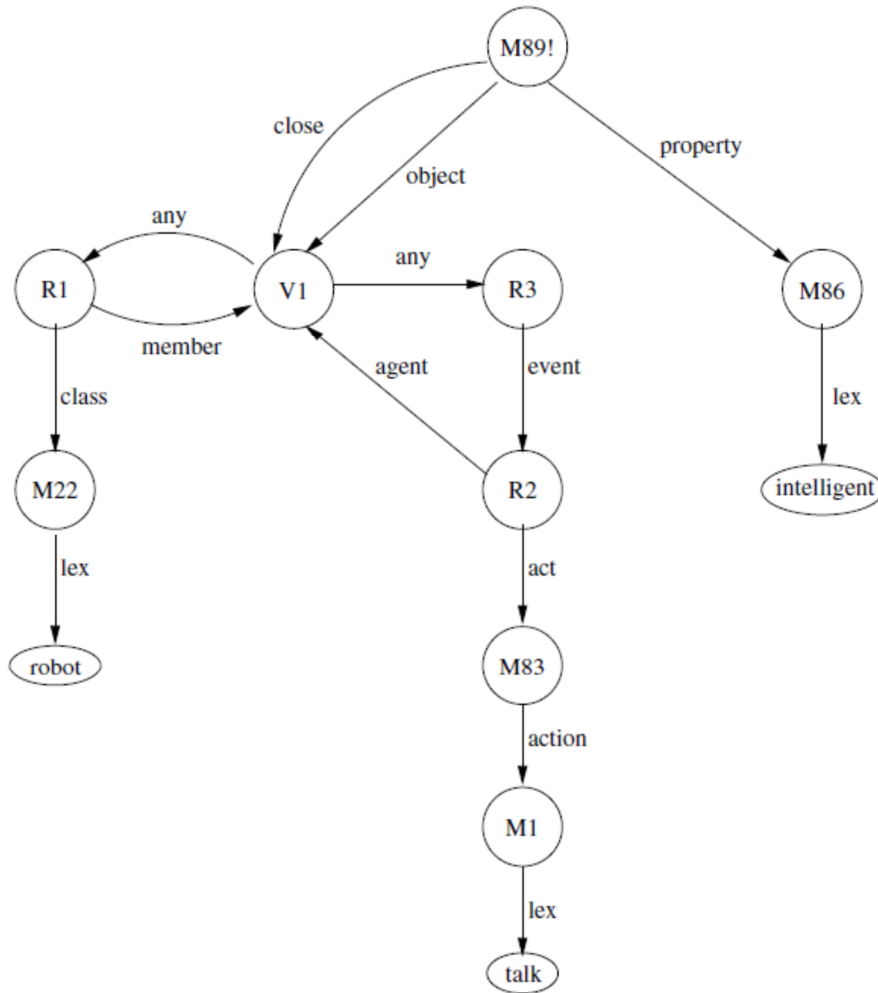 M89!
close
property
object
any
any
R1
V1
R3
M86
member
agent
event
class
lex
M22
R2
intelligent
lex
act
robot
M83
action
M1
lex
talk